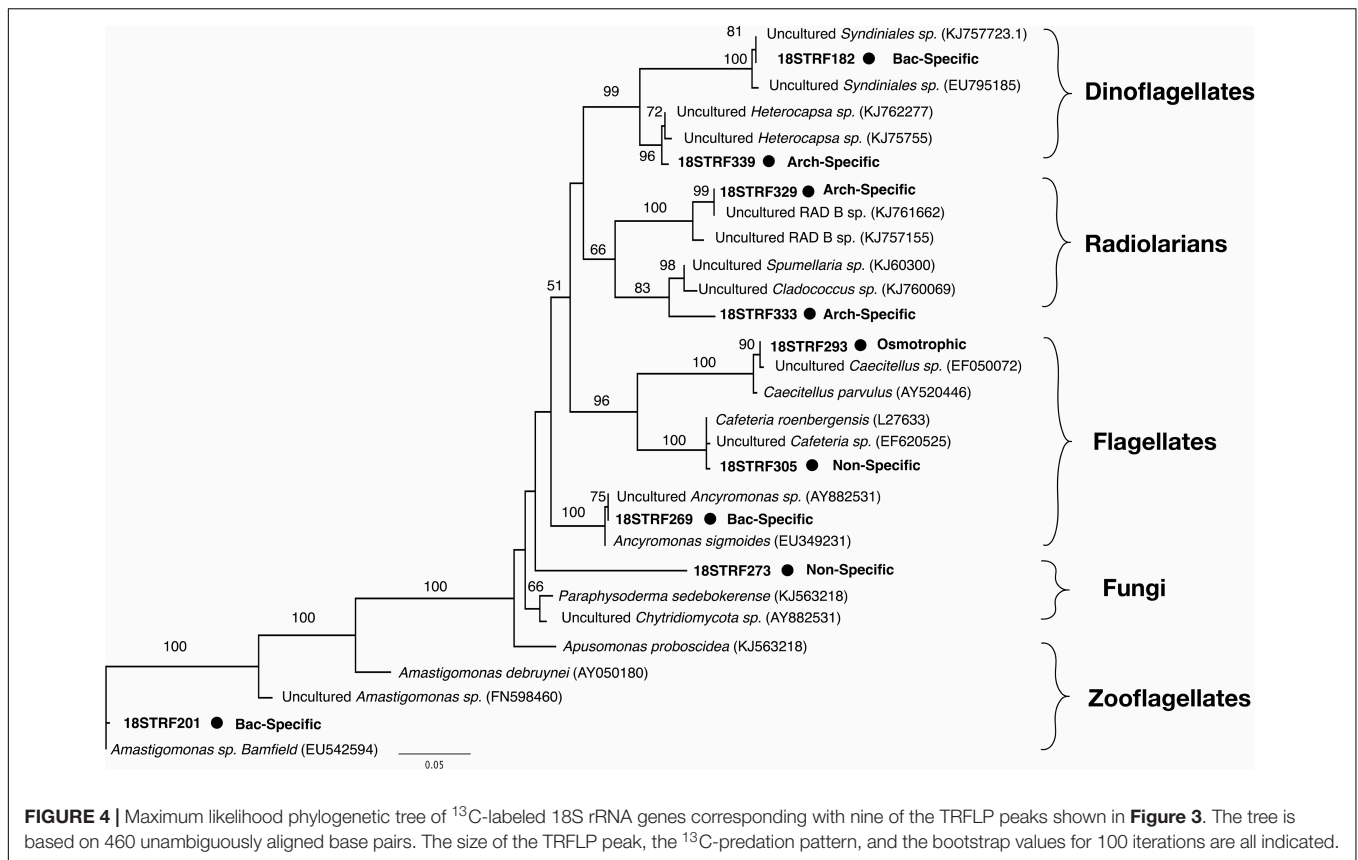 81
Uncultured Syndiniales sp. (KJ757723.1)
100
18STRF182 ● Bac-Specific
Uncultured Syndiniales sp. (EU795185)
Dinoflagellates
99
72
Uncultured Heterocapsa sp. (KJ762277)
Uncultured Heterocapsa sp. (KJ75755)
96
18STRF339 ● Arch-Specific
99
18STRF329 ● Arch-Specific
100
Uncultured RAD B sp. (KJ761662)
Uncultured RAD B sp. (KJ757155)
Radiolarians
66
98
Uncultured Spumellaria sp. (KJ60300)
83
Uncultured Cladococcus sp. (KJ760069)
51
18STRF333 ● Arch-Specific
90
18STRF293 ● Osmotrophic
100
Uncultured Caecitellus sp. (EF050072)
Caecitellus parvulus (AY520446)
96
Cafeteria roenbergensis (L27633)
100
Uncultured Cafeteria sp. (EF620525)
Flagellates
18STRF305 ● Non-Specific
75
Uncultured Ancyromonas sp. (AY882531)
100
18STRF269 ● Bac-Specific
Ancyromonas sigmoides (EU349231)
18STRF273 ● Non-Specific
66
Paraphysoderma sedebokerense (KJ563218)
Fungi
Uncultured Chytridiomycota sp. (AY882531)
100
100
Apusomonas proboscidea (KJ563218)
100
Amastigomonas debruynei (AY050180)
Uncultured Amastigomonas sp. (FN598460)
Zooflagellates
18STRF201 ● Bac-Specific
Amastigomonas sp. Bamfield (EU542594)
0.05
FIGURE 4 | Maximum likelihood phylogenetic tree of ¹³C-labeled 18S rRNA genes corresponding with nine of the TRFLP peaks shown in Figure 3. The tree is
based on 460 unambiguously aligned base pairs. The size of the TRFLP peak, the ¹³C-predation pattern, and the bootstrap values for 100 iterations are all indicated.